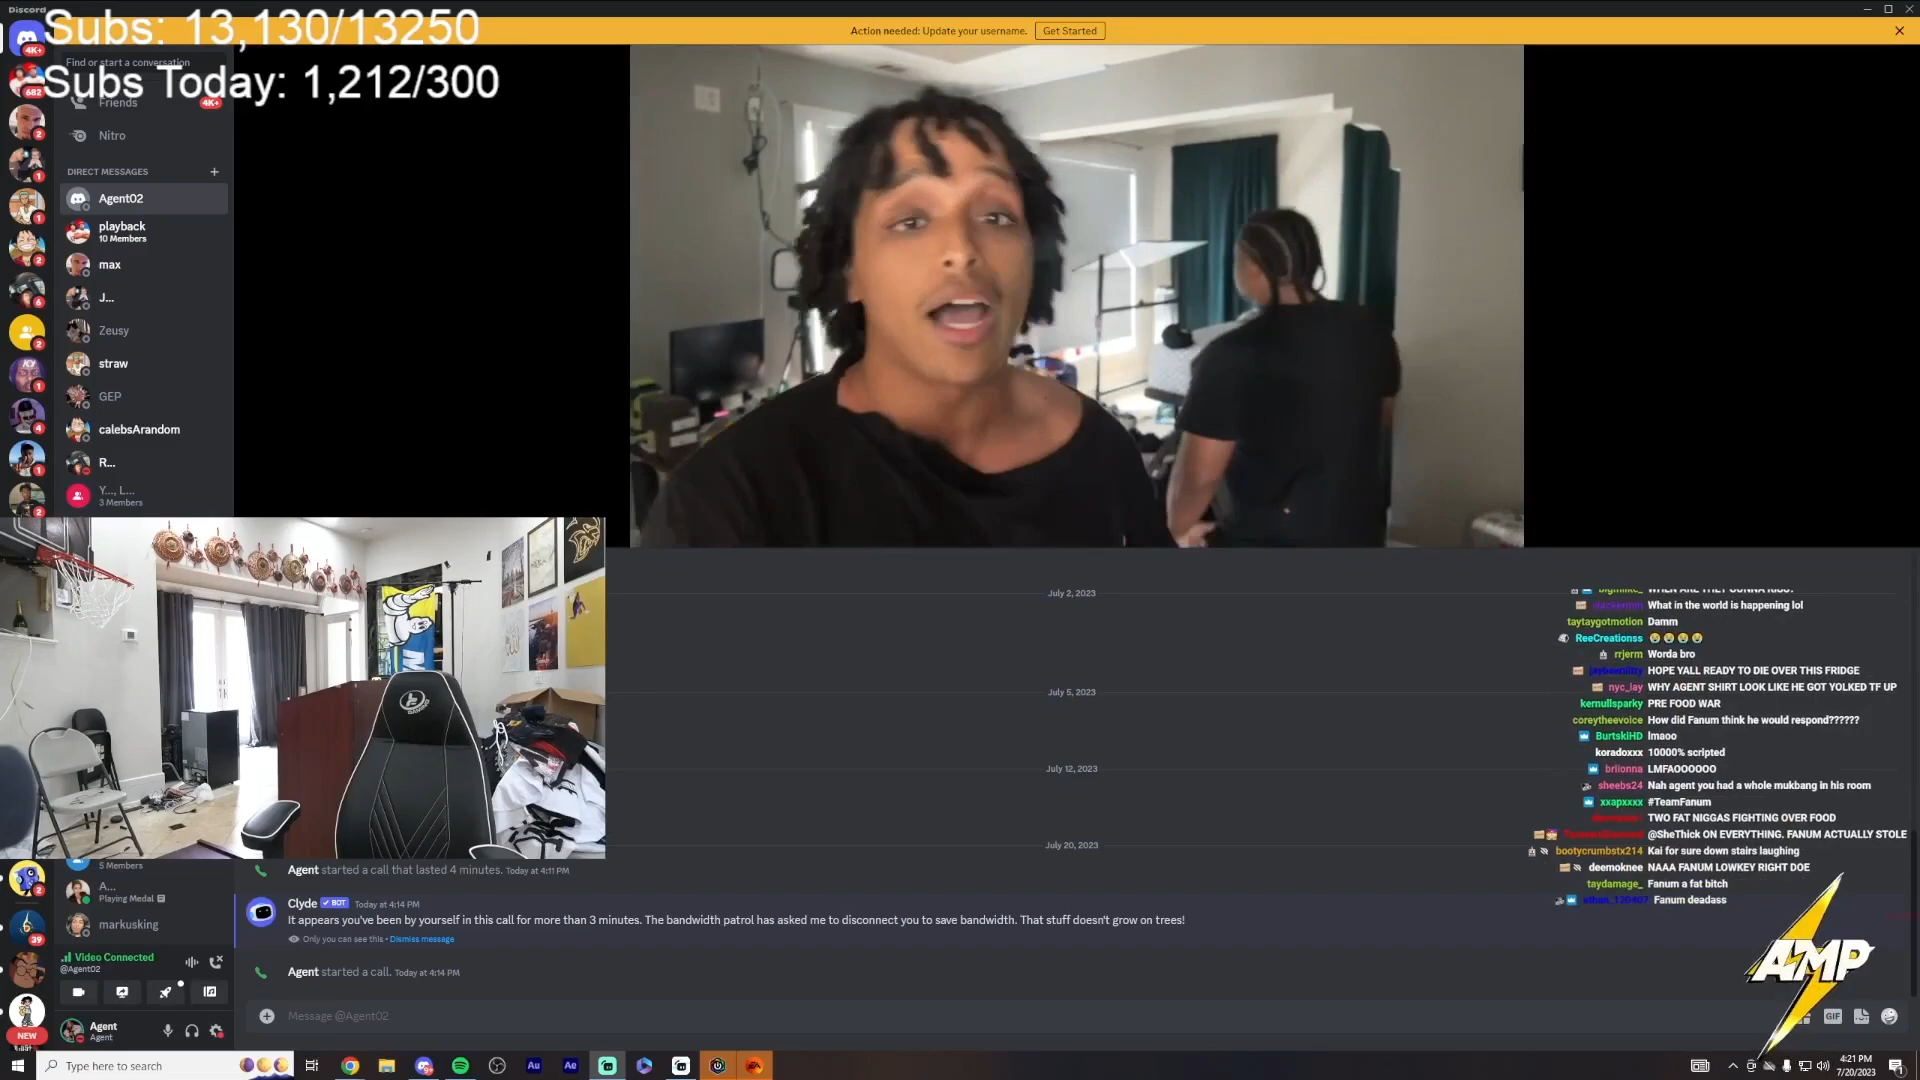 Discord
Subs: 13,130/13250
Subs Today: 1,212/300
Action needed: Update your username.
Get Started
4K+
Find or start a conversation
682
Friends
4K+
Nitro
DIRECT MESSAGES
Agent02
playback
10 Members
max
J...
Zeusy
straw
GEP
calebsArandom
R...
Y..., L...
3 Members
5 Members
A...
Playing Medal
markusking
39
Video Connected
@Agent02
Agent
Agent
NEW
July 2, 2023
July 5, 2023
July 12, 2023
July 20, 2023
Agent started a call that lasted 4 minutes. Today at 4:11 PM
Clyde BOT Today at 4:14 PM
It appears you've been by yourself in this call for more than 3 minutes. The bandwidth patrol has asked me to disconnect you to save bandwidth. That stuff doesn't grow on trees!
Only you can see this • Dismiss message
Agent started a call. Today at 4:14 PM
Message @Agent02
GIF
What in the world is happening lol
taytaygotmotion Damm
ReeCreationss
rrjerm Worda bro
HOPE YALL READY TO DIE OVER THIS FRIDGE
nyc_lay WHY AGENT SHIRT LOOK LIKE HE GOT YOLKED TF UP
kernullsparky PRE FOOD WAR
coreytheevoice How did Fanum think he would respond??????
BurtskiHD lmaoo
koradoxxx 10000% scripted
briionna LMFAOOOOOO
sheebs24 Nah agent you had a whole mukbang in his room
xxapxxxx #TeamFanum
TWO FAT NIGGAS FIGHTING OVER FOOD
@SheThick ON EVERYTHING. FANUM ACTUALLY STOLE
bootycrumbstx214 Kai for sure down stairs laughing
deemoknee NAAA FANUM LOWKEY RIGHT DOE
taydamage_ Fanum a fat bitch
ethan_120407 Fanum deadass
AMP
Type here to search
Au
Ae
4:21 PM
7/20/2023